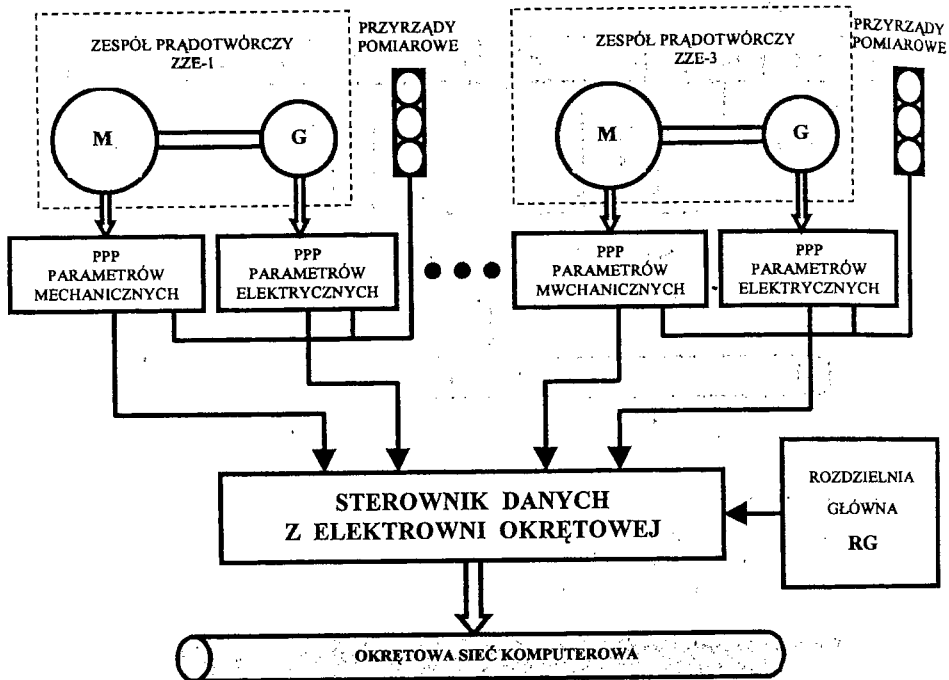 ZESPÓŁ PRĄDOTWÓRCZY
ZZE-1
PRZYRZĄDY
POMIAROWE
ZESPÓŁ PRĄDOTWÓRCZY
ZZE-3
PRZYRZĄDY
POMIAROWE
M
G
M
G
PPP
PARAMETRÓW
MECHANICZNYCH
PPP
PARAMETRÓW
ELEKTRYCZNYCH
PPP
PARAMETRÓW
MWCHANICZNYCH
PPP
PARAMETRÓW
ELEKTRYCZNYCH
STEROWNIK DANYCH
Z ELEKTROWNI OKRĘTOWEJ
ROZDZIELNIA
GŁÓWNA
RG
OKRĘTOWA SIEĆ KOMPUTEROWA